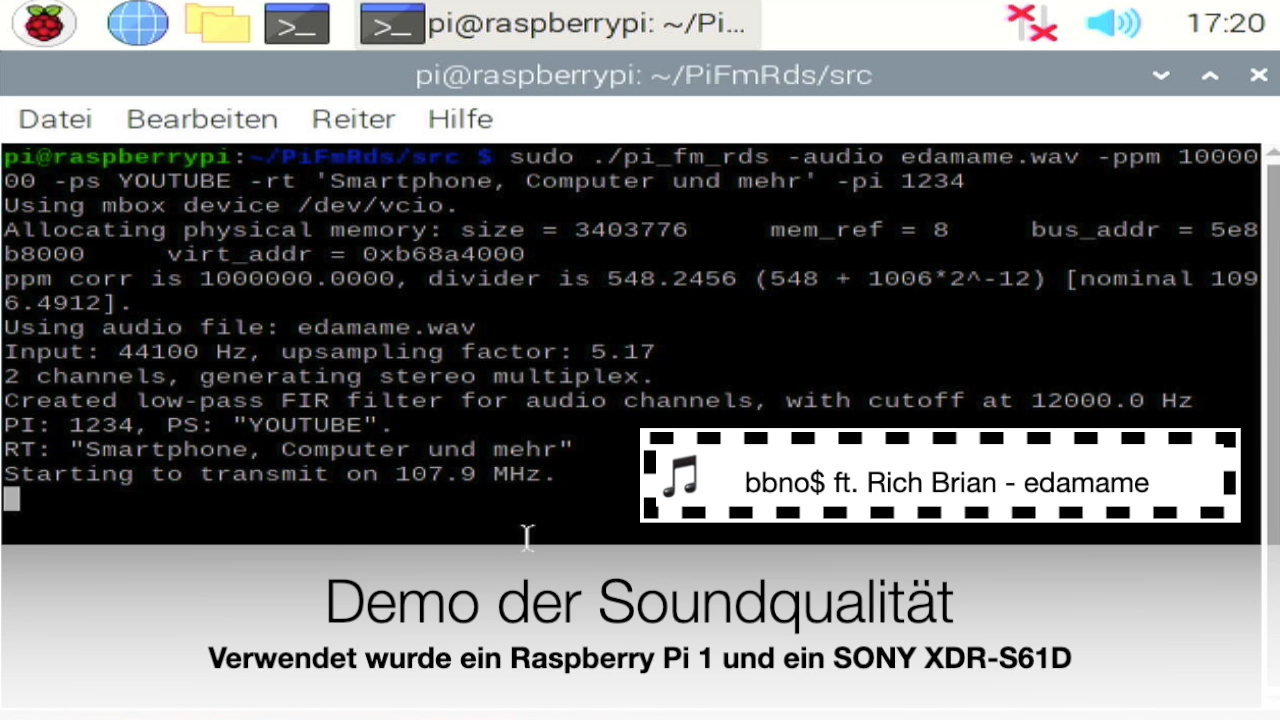 pi@raspberrypi: ~/Pi...
17:20
pi@raspberrypi: ~/PiFmRds/src
Datei Bearbeiten Reiter Hilfe
pi@raspberrypi:~/PiFmRds/src $ sudo ./pi_fm_rds -audio edamame.wav -ppm 10000
00 -ps YOUTUBE -rt 'Smartphone, Computer und mehr' -pi 1234
Using mbox device /dev/vcio.
Allocating physical memory: size = 3403776 mem_ref = 8 bus_addr = 5e8
b8000 virt_addr = 0xb68a4000
ppm corr is 1000000.0000, divider is 548.2456 (548 + 1006*2^-12) [nominal 109
6.4912].
Using audio file: edamame.wav
Input: 44100 Hz, upsampling factor: 5.17
2 channels, generating stereo multiplex.
Created low-pass FIR filter for audio channels, with cutoff at 12000.0 Hz
PI: 1234, PS: "YOUTUBE".
RT: "Smartphone, Computer und mehr"
Starting to transmit on 107.9 MHz.
bbno$ ft. Rich Brian - edamame
Demo der Soundqualität
Verwendet wurde ein Raspberry Pi 1 und ein SONY XDR-S61D